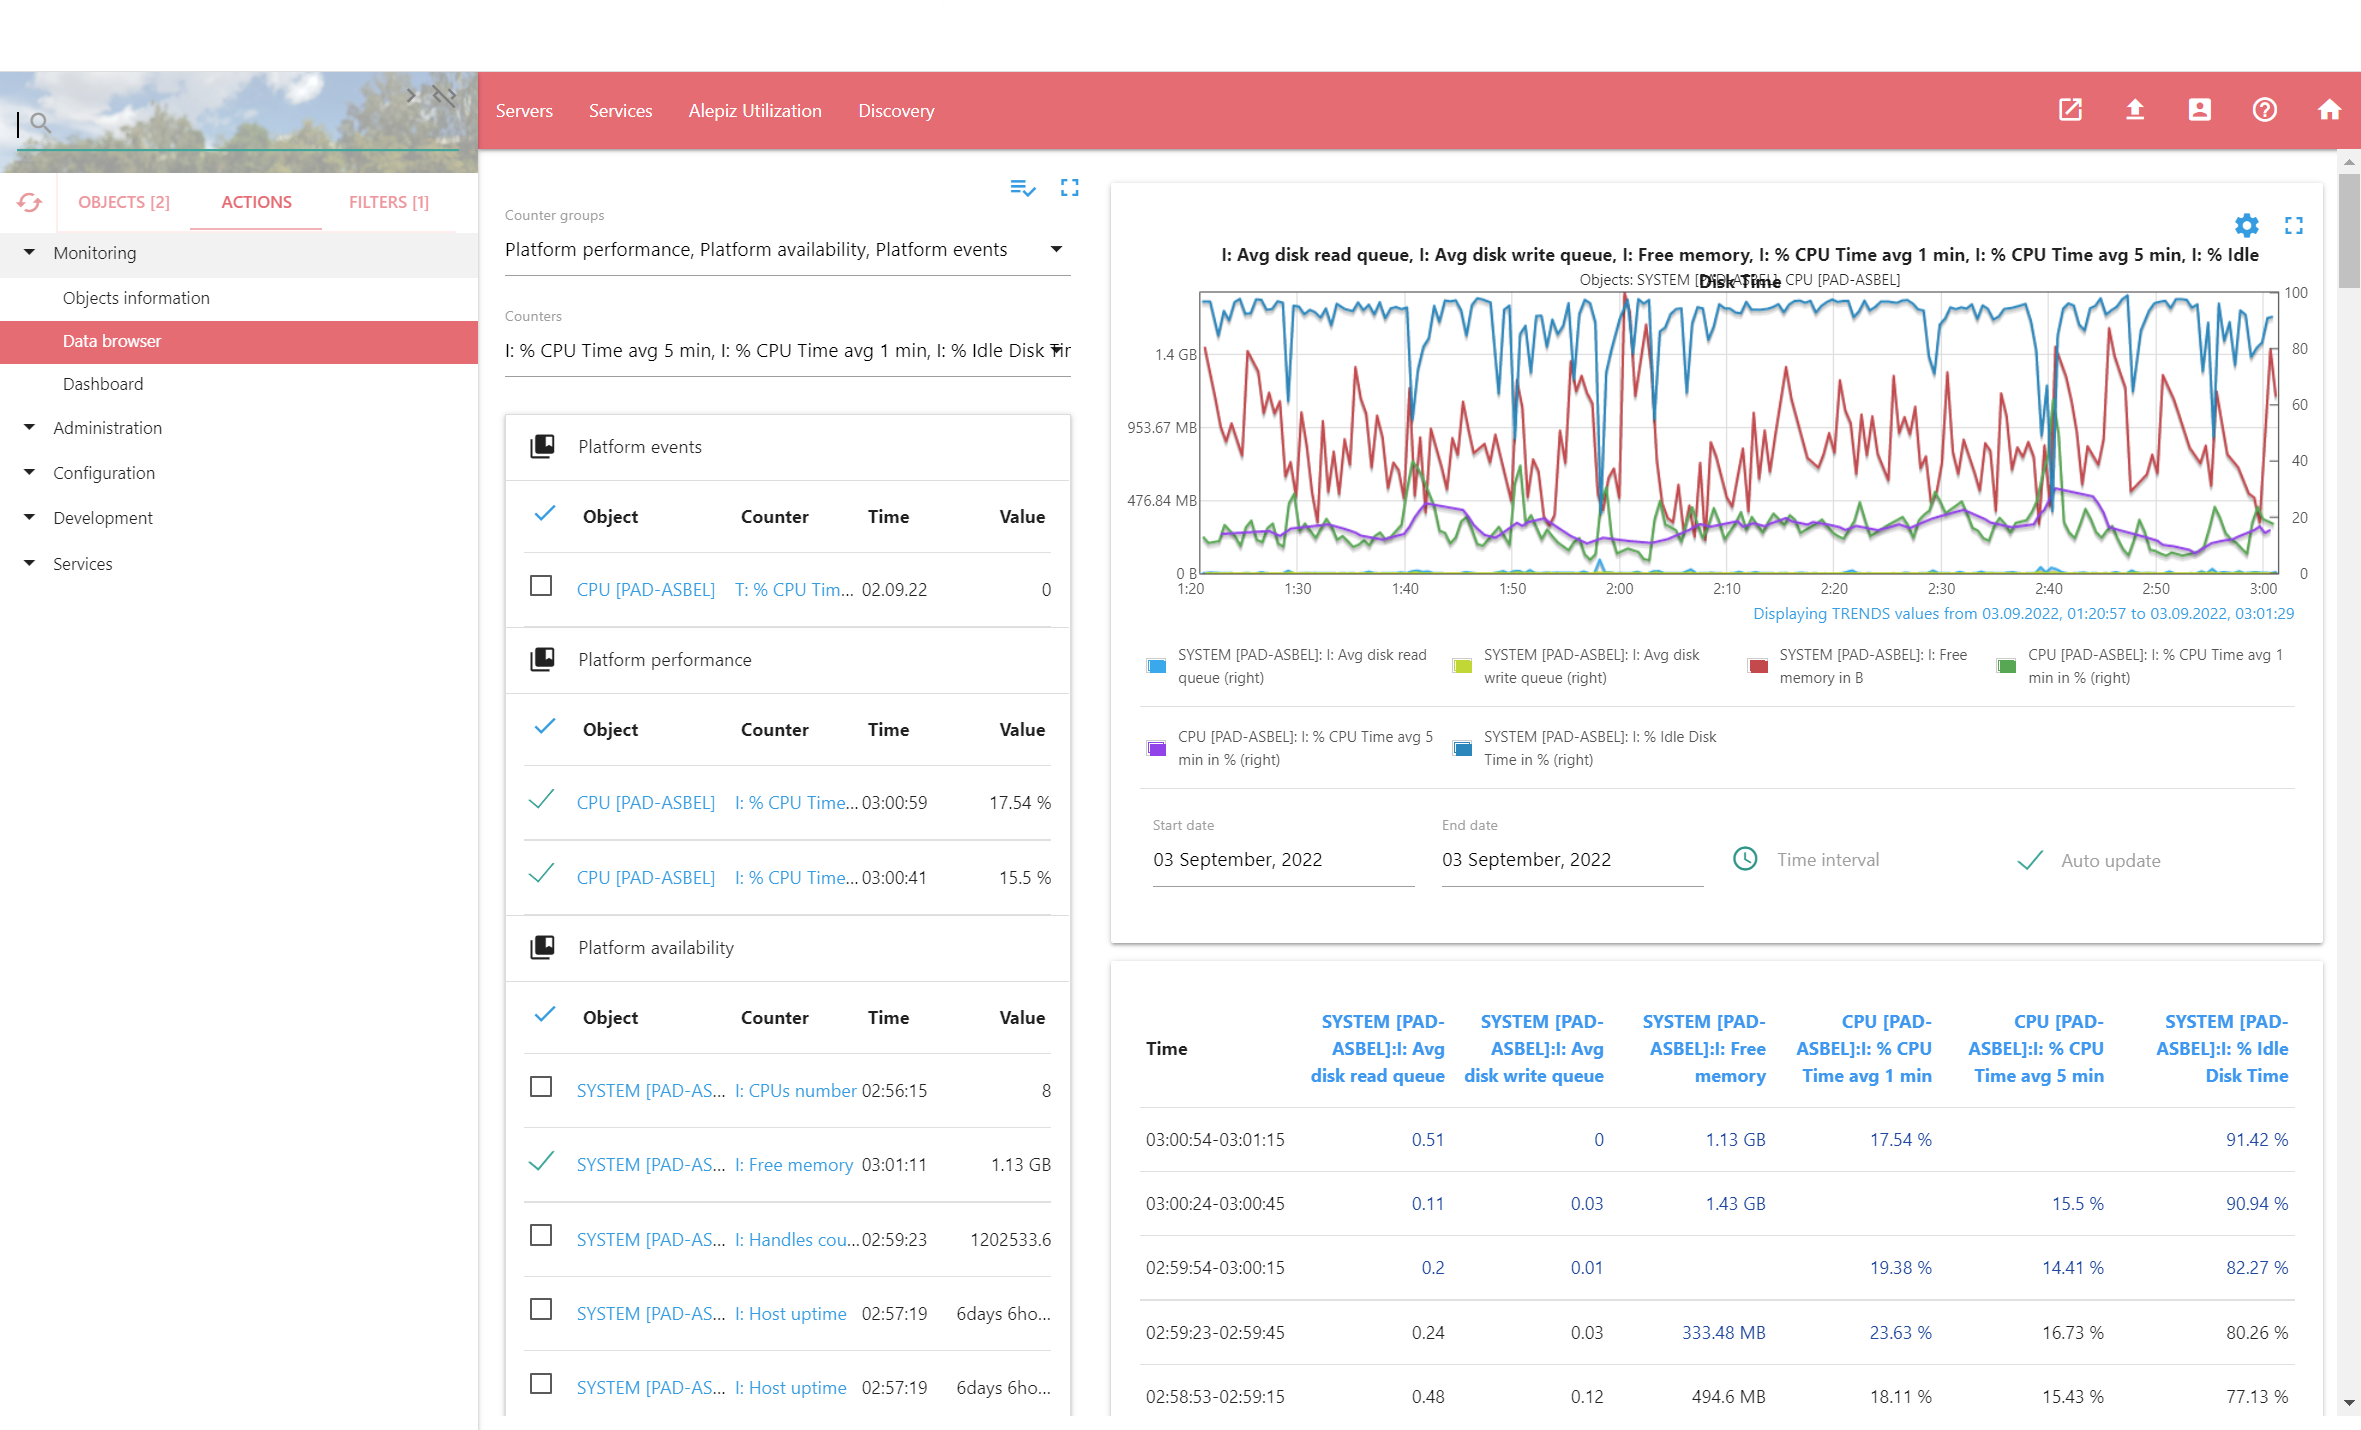 Servers
Services
Alepiz Utilization
Discovery
OBJECTS [2]
ACTIONS
FILTERS [1]
Monitoring
Objects information
Data browser
Dashboard
Administration
Configuration
Development
Services
Counter groups
Platform performance, Platform availability, Platform events
Counters
I: % CPU Time avg 5 min, I: % CPU Time avg 1 min, I: % Idle Disk Tir
Platform events
Object Counter Time Value
CPU [PAD-ASBEL] T: % CPU Tim... 02.09.22 0
Platform performance
Object Counter Time Value
CPU [PAD-ASBEL] I: % CPU Time... 03:00:59 17.54 %
CPU [PAD-ASBEL] I: % CPU Time... 03:00:41 15.5 %
Platform availability
Object Counter Time Value
SYSTEM [PAD-AS... I: CPUs number 02:56:15 8
SYSTEM [PAD-AS... I: Free memory 03:01:11 1.13 GB
SYSTEM [PAD-AS... I: Handles cou... 02:59:23 1202533.6
SYSTEM [PAD-AS... I: Host uptime 02:57:19 6days 6ho...
SYSTEM [PAD-AS... I: Host uptime 02:57:19 6days 6ho...
I: Avg disk read queue, I: Avg disk write queue, I: Free memory, I: % CPU Time avg 1 min, I: % CPU Time avg 5 min, I: % Idle
Disk Time
Objects: SYSTEM [PAD-ASBEL], CPU [PAD-ASBEL]
1.4 GB
953.67 MB
476.84 MB
0 B
100
80
60
40
20
0
1:20 1:30 1:40 1:50 2:00 2:10 2:20 2:30 2:40 2:50 3:00
Displaying TRENDS values from 03.09.2022, 01:20:57 to 03.09.2022, 03:01:29
SYSTEM [PAD-ASBEL]: I: Avg disk read
queue (right)
SYSTEM [PAD-ASBEL]: I: Avg disk
write queue (right)
SYSTEM [PAD-ASBEL]: I: Free
memory in B
CPU [PAD-ASBEL]: I: % CPU Time avg 1
min in % (right)
CPU [PAD-ASBEL]: I: % CPU Time avg 5
min in % (right)
SYSTEM [PAD-ASBEL]: I: % Idle Disk
Time in % (right)
Start date
03 September, 2022
End date
03 September, 2022
Time interval
Auto update
Time
SYSTEM [PAD-
ASBEL]:I: Avg
disk read queue
SYSTEM [PAD-
ASBEL]:I: Avg
disk write queue
SYSTEM [PAD-
ASBEL]:I: Free
memory
CPU [PAD-
ASBEL]:I: % CPU
Time avg 1 min
CPU [PAD-
ASBEL]:I: % CPU
Time avg 5 min
SYSTEM [PAD-
ASBEL]:I: % Idle
Disk Time
03:00:54-03:01:15 0.51 0 1.13 GB 17.54 % 91.42 %
03:00:24-03:00:45 0.11 0.03 1.43 GB 15.5 % 90.94 %
02:59:54-03:00:15 0.2 0.01 19.38 % 14.41 % 82.27 %
02:59:23-02:59:45 0.24 0.03 333.48 MB 23.63 % 16.73 % 80.26 %
02:58:53-02:59:15 0.48 0.12 494.6 MB 18.11 % 15.43 % 77.13 %